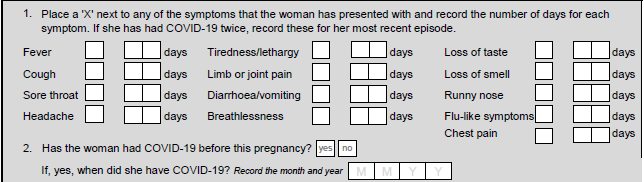 1. Place a 'X' next to any of the symptoms that the woman has presented with and record the number of days for each
symptom. If she has had COVID-19 twice, record these for her most recent episode.
Fever days Tiredness/lethargy days Loss of taste days
Cough days Limb or joint pain days Loss of smell days
Sore throat days Diarrhoea/vomiting days Runny nose days
Headache days Breathlessness days Flu-like symptoms days
Chest pain days
2. Has the woman had COVID-19 before this pregnancy? yes no
If, yes, when did she have COVID-19? Record the month and year M M Y Y